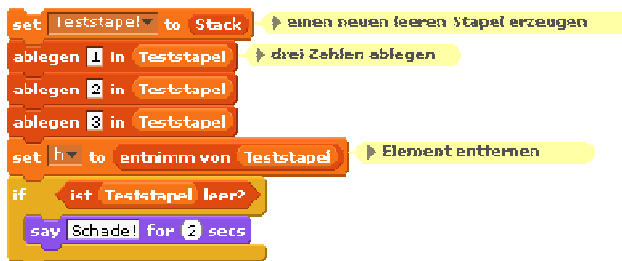 set Teststapel to Stack einen neuen leeren Stapel erzeugen
ablegen 1 in Teststapel drei Zahlen ablegen
ablegen 2 in Teststapel
ablegen 3 in Teststapel
set h to entnimm von Teststapel Element entfernen
if ist Teststapel leer?
say Schade! for 2 secs